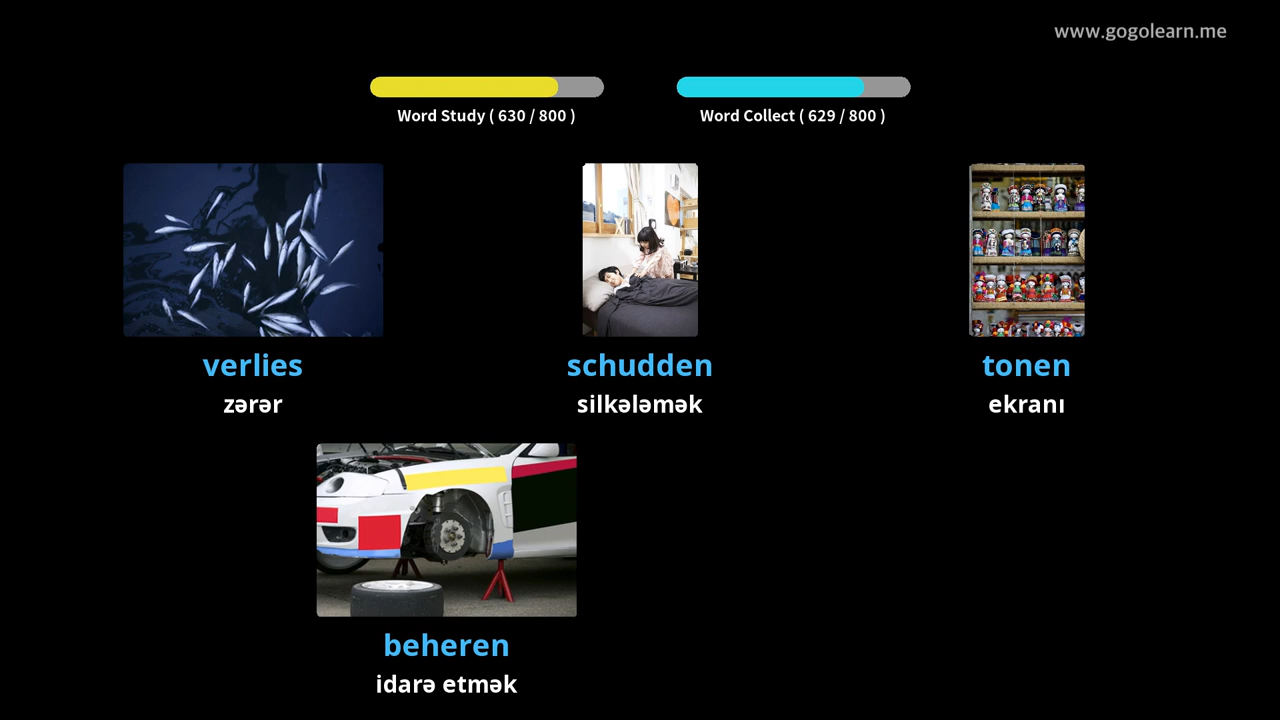 www.gogolearn.me
Word Study ( 630 / 800 )
Word Collect ( 629 / 800 )
verlies
zərər
schudden
silkələmək
tonen
ekranı
beheren
idarə etmək